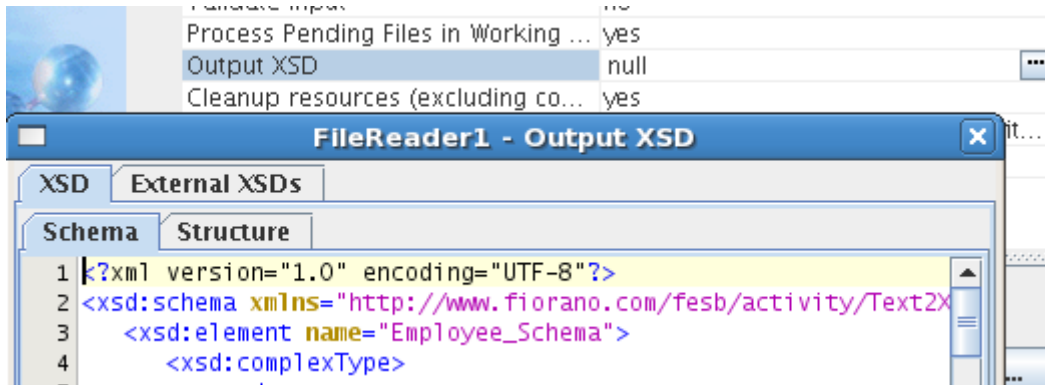 Process Pending Files in Working ... yes
Output XSD null ...
Cleanup resources (excluding co... yes
it...
FileReader1 - Output XSD
XSD External XSDs
Schema Structure
1 <?xml version="1.0" encoding="UTF-8"?>
2 <xsd:schema xmlns="http://www.fiorano.com/fesb/activity/Text2X
3 <xsd:element name="Employee_Schema">
4 <xsd:complexType>
...